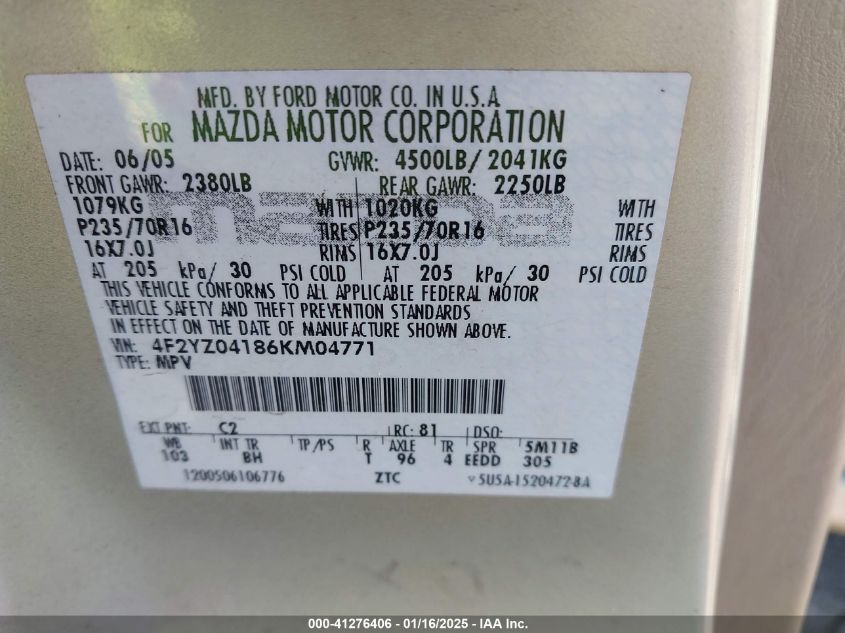 MFD. BY FORD MOTOR CO. IN U.S.A
FOR MAZDA MOTOR CORPORATION
DATE: 06/05 GVWR: 4500LB/ 2041KG
FRONT GAWR: 2380LB REAR GAWR: 2250LB
mazda
1079KG WITH 1020KG WITH
P235/70R16 TIRES P235/70R16 TIRES
16X7.0J RIMS 16X7.0J RIMS
AT 205 kPa/ 30 PSI COLD AT 205 kPa/ 30 PSI COLD
THIS VEHICLE CONFORMS TO ALL APPLICABLE FEDERAL MOTOR
VEHICLE SAFETY AND THEFT PREVENTION STANDARDS
IN EFFECT ON THE DATE OF MANUFACTURE SHOWN ABOVE.
VIN: 4F2YZ04186KM04771
TYPE: MPV
EXT PNT: C2 RC: 81 DSO:
WB INT TR TP/PS R AXLE TR SPR 5M11B
103 BH T 96 4 EEDD 305
1200506106776 ZTC v5U5A-1520472-BA
000-41276406 - 01/16/2025 - IAA Inc.